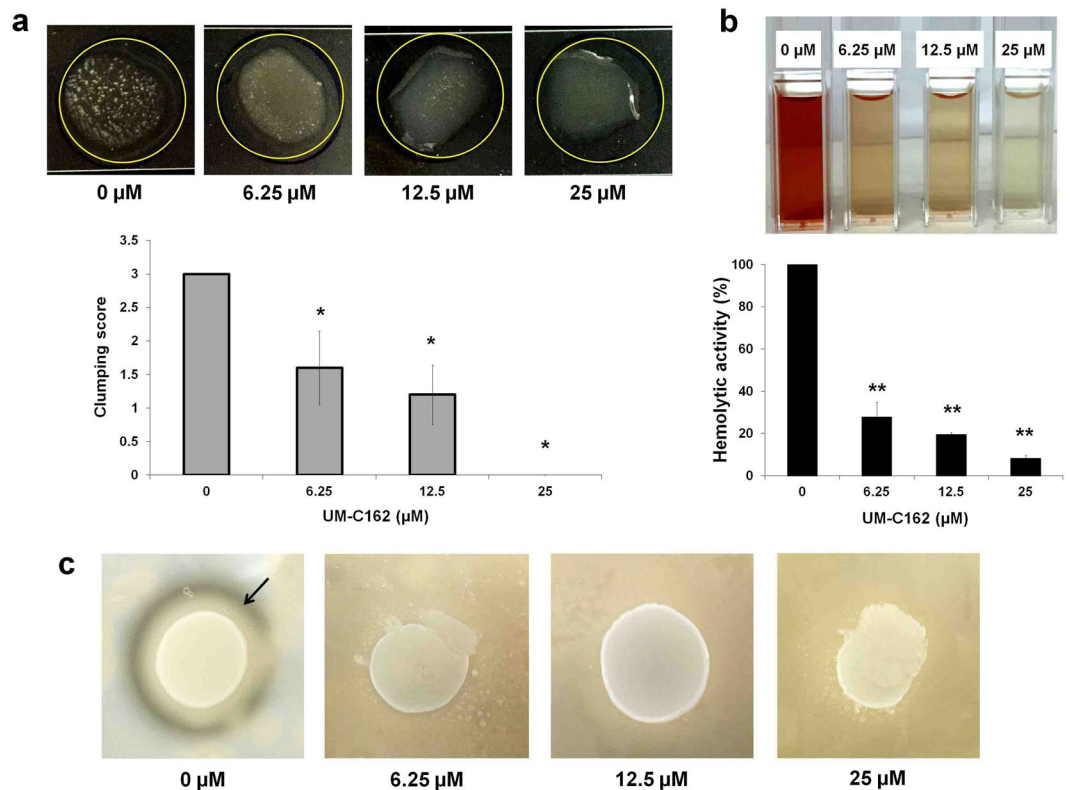 a
0 µM 6.25 µM 12.5 µM 25 µM
3.5
3
2.5
2
1.5
1
0.5
0
Clumping score
* * *
0 6.25 12.5 25
UM-C162 (µM)
b
0 µM 6.25 µM 12.5 µM 25 µM
100
80
60
40
20
0
Hemolytic activity (%)
** ** **
0 6.25 12.5 25
UM-C162 (µM)
c
0 µM 6.25 µM 12.5 µM 25 µM